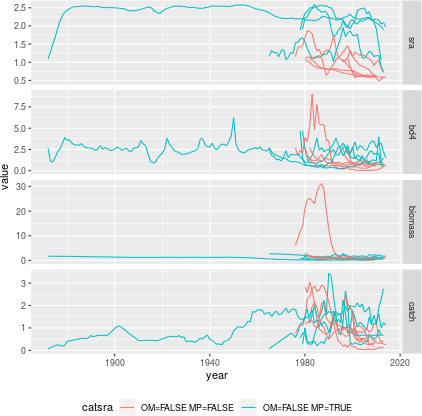 value
2.5
2.0
1.5
1.0
0.5
sra
7.5
5.0
2.5
0.0
bd4
30
20
10
0
biomass
3
2
1
0
catch
1900
1940
1980
2020
year
catsra
OM=FALSE MP=FALSE
OM=FALSE MP=TRUE